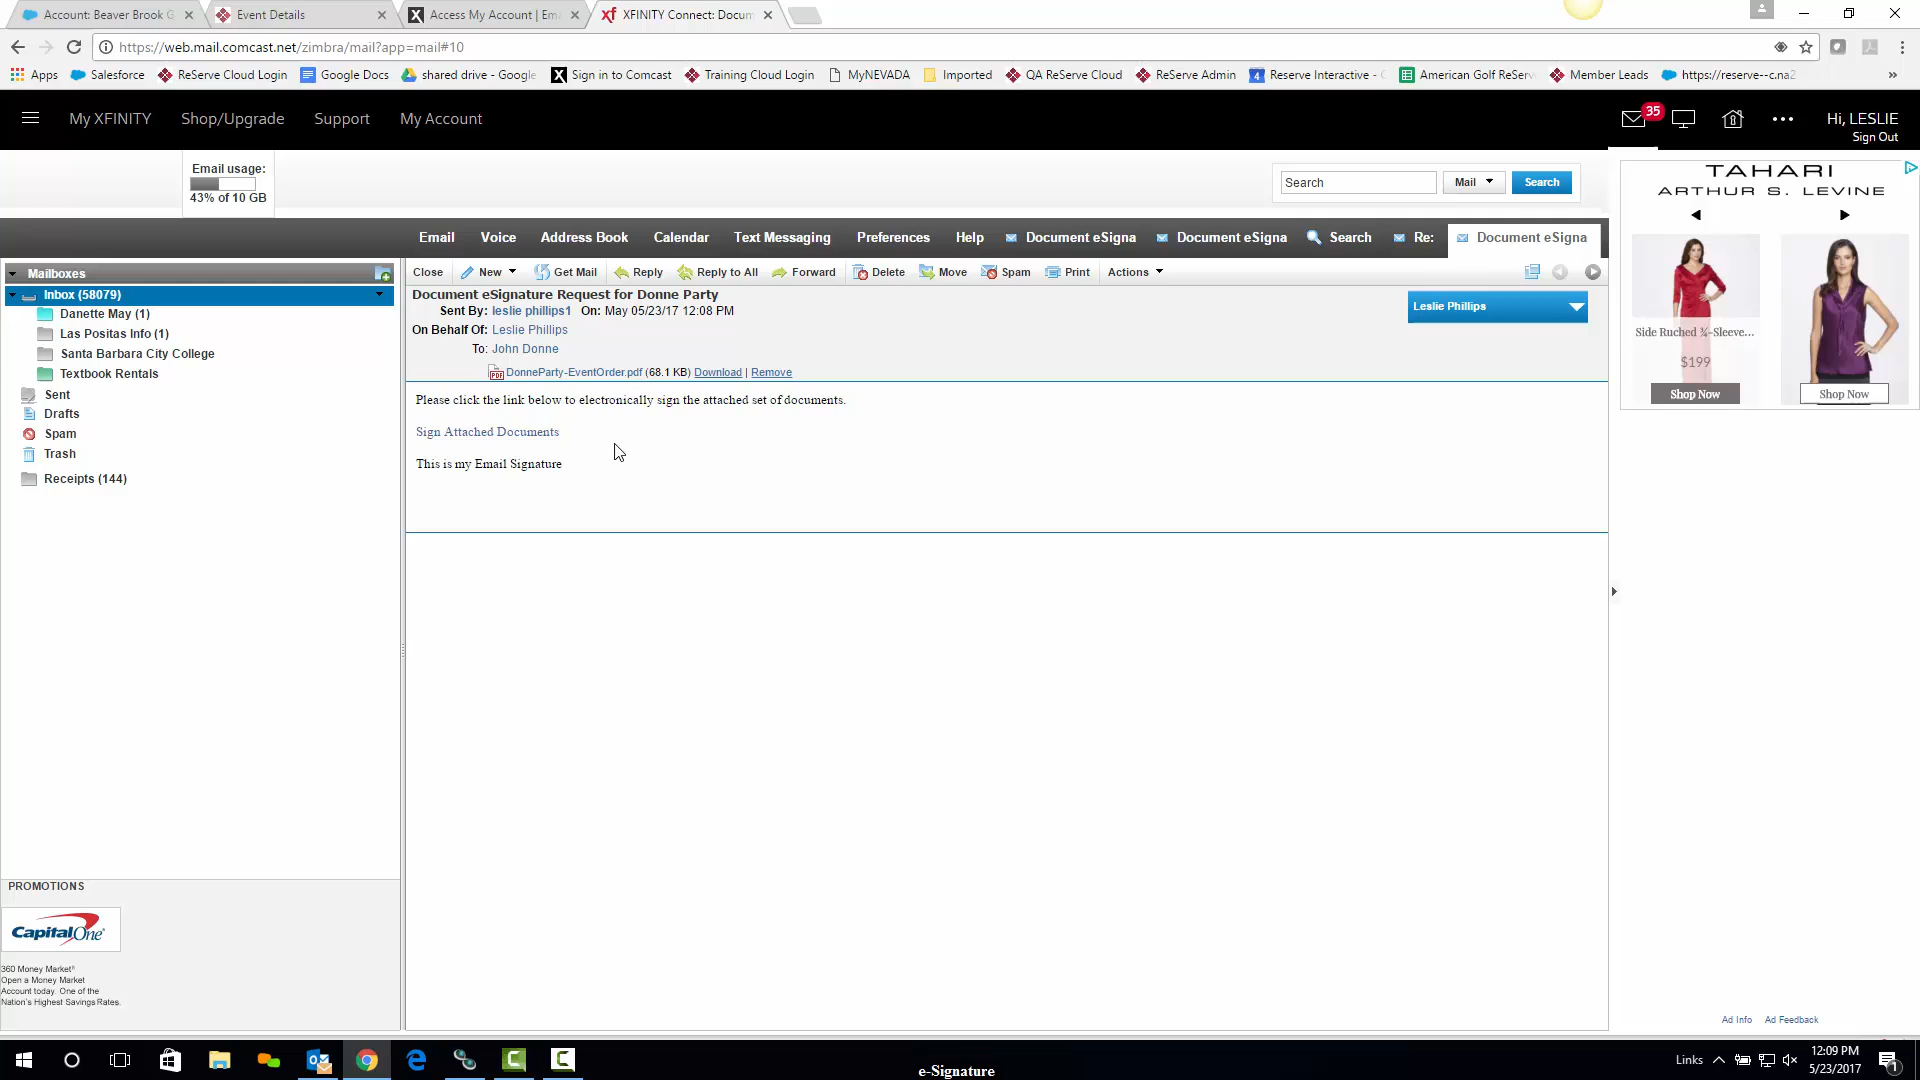 Account: Beaver Brook G
Event Details
Access My Account | Ema
XFINITY Connect: Docum
https://web.mail.comcast.net/zimbra/mail?app=mail#10
Apps
Salesforce
ReServe Cloud Login
Google Docs
shared drive - Google
Sign in to Comcast
Training Cloud Login
MyNEVADA
Imported
QA ReServe Cloud
ReServe Admin
Reserve Interactive - C
American Golf ReServe
Member Leads
https://reserve--c.na2
»
My XFINITY
Shop/Upgrade
Support
My Account
35
Hi, LESLIE
Sign Out
Email usage:
43% of 10 GB
Search
Mail
Search
TAHARI
ARTHUR S. LEVINE
Email
Voice
Address Book
Calendar
Text Messaging
Preferences
Help
Document eSigna
Document eSigna
Search
Re:
Document eSigna
Mailboxes
Inbox (58079)
Danette May (1)
Las Positas Info (1)
Santa Barbara City College
Textbook Rentals
Sent
Drafts
Spam
Trash
Receipts (144)
Close
New
Get Mail
Reply
Reply to All
Forward
Delete
Move
Spam
Print
Actions
Document eSignature Request for Donne Party
Sent By: leslie phillips1 On: May 05/23/17 12:08 PM
On Behalf Of: Leslie Phillips
To: John Donne
PDF DonneParty-EventOrder.pdf (68.1 KB) Download | Remove
Leslie Phillips
Please click the link below to electronically sign the attached set of documents.
Sign Attached Documents
This is my Email Signature
Side Ruched ¾-Sleeve...
$199
Shop Now
Shop Now
PROMOTIONS
Capital One
360 Money Market®
Open a Money Market
Account today. One of the
Nation's Highest Savings Rates.
Ad Info
Ad Feedback
Links
12:09 PM
5/23/2017
1
e-Signature